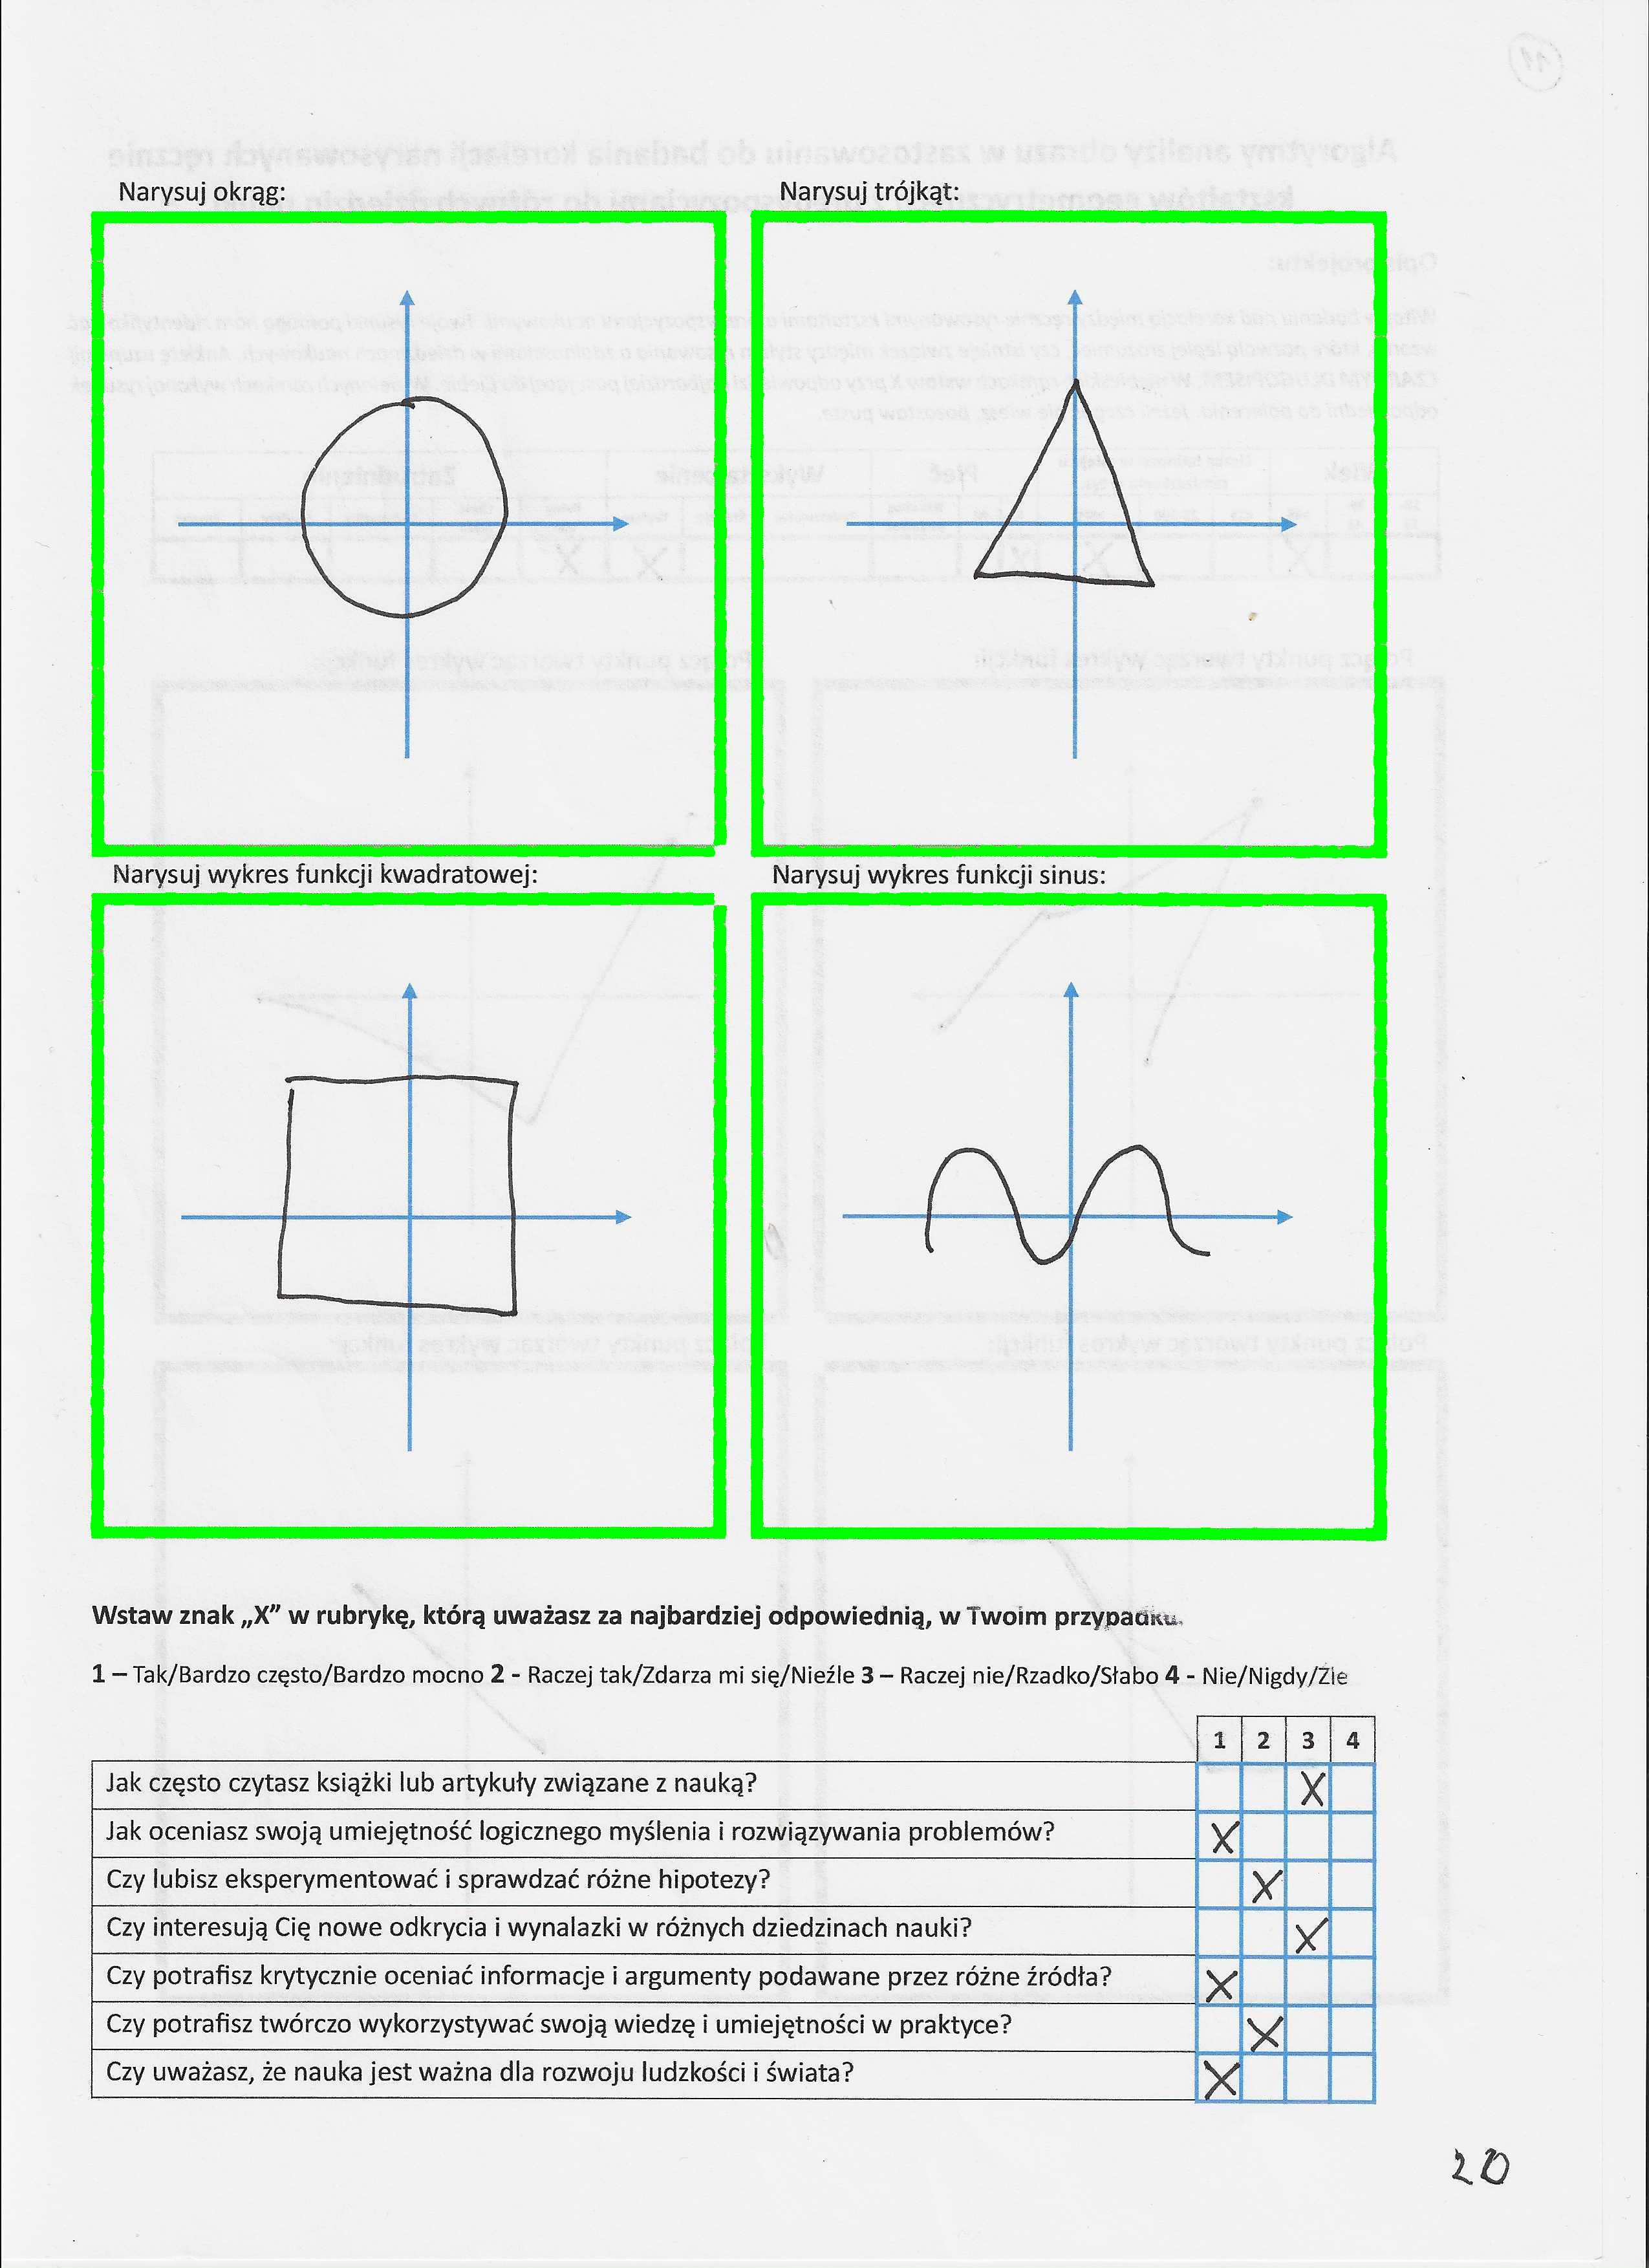 Narysuj okrąg: Narysuj trójkąt:
Narysuj wykres funkcji kwadratowej: Narysuj wykres funkcji sinus:
Wstaw znak „X” w rubrykę, którą uważasz za najbardziej odpowiednią, w Twoim przypadku.
1 – Tak/Bardzo często/Bardzo mocno 2 - Raczej tak/Zdarza mi się/Nieźle 3 – Raczej nie/Rzadko/Słabo 4 - Nie/Nigdy/Źle
1 2 3 4
Jak często czytasz książki lub artykuły związane z nauką? X
Jak oceniasz swoją umiejętność logicznego myślenia i rozwiązywania problemów? X
Czy lubisz eksperymentować i sprawdzać różne hipotezy? X
Czy interesują Cię nowe odkrycia i wynalazki w różnych dziedzinach nauki? X
Czy potrafisz krytycznie oceniać informacje i argumenty podawane przez różne źródła? X
Czy potrafisz twórczo wykorzystywać swoją wiedzę i umiejętności w praktyce? X
Czy uważasz, że nauka jest ważna dla rozwoju ludzkości i świata? X
20